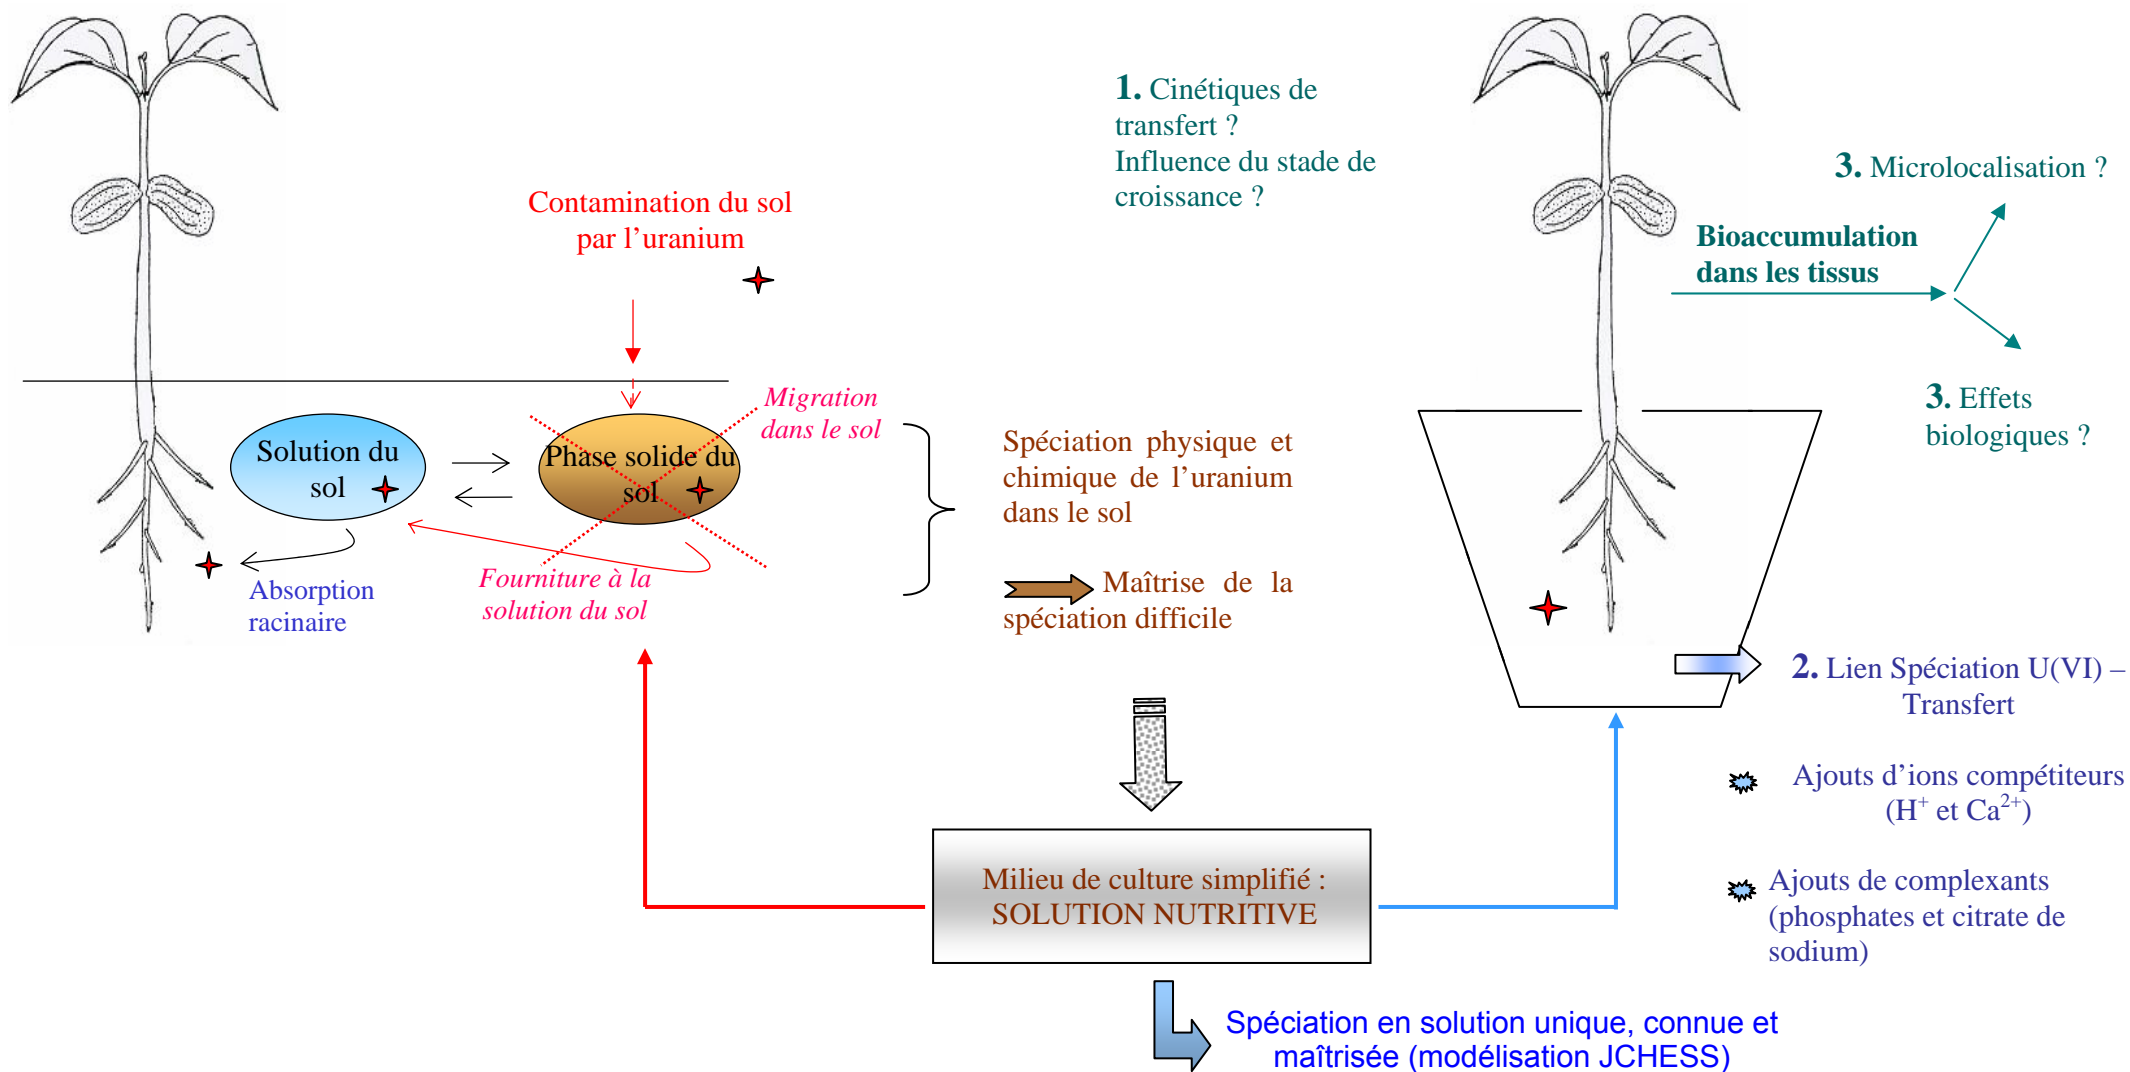 1. Cinétiques de
transfert ?
Influence du stade de
croissance ?
3. Microlocalisation ?
Contamination du sol
par l’uranium
Bioaccumulation
dans les tissus
3. Effets
biologiques ?
Migration
dans le sol
Solution du
sol
Phase solide du
sol
Absorption
racinaire
Fourniture à la
solution du sol
Spéciation physique et
chimique de l’uranium
dans le sol
Maîtrise de la
spéciation difficile
2. Lien Spéciation U(VI) –
Transfert
Ajouts d’ions compétiteurs
(H⁺ et Ca²⁺)
Ajouts de complexants
(phosphates et citrate de
sodium)
Milieu de culture simplifié :
SOLUTION NUTRITIVE
Spéciation en solution unique, connue et
maîtrisée (modélisation JCHESS)